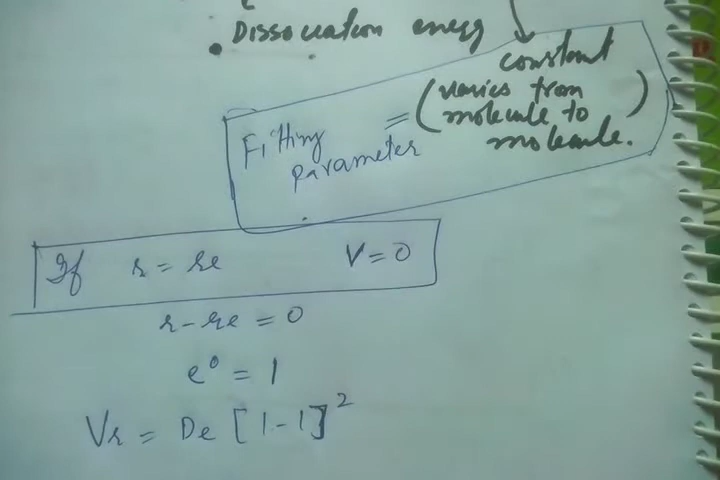 • Dissociation energy
Fitting parameter = constant
(varies from
molecule to
molecule.)
If r = re V = 0
r - re = 0
e⁰ = 1
Vr = De [1-1]²